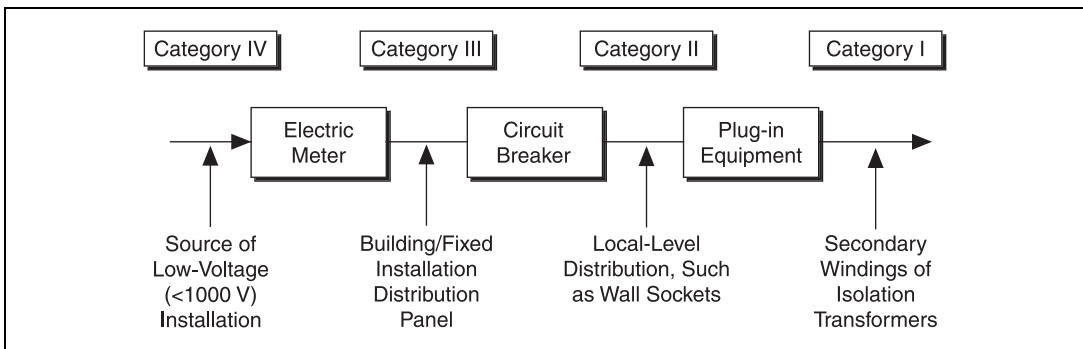 Category IV
Category III
Category II
Category I
Electric
Meter
Circuit
Breaker
Plug-in
Equipment
Source of
Low-Voltage
(<1000 V)
Installation
Building/Fixed
Installation
Distribution
Panel
Local-Level
Distribution, Such
as Wall Sockets
Secondary
Windings of
Isolation
Transformers